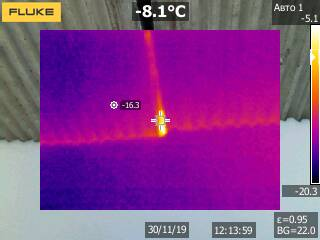 FLUKE
-8.1°C
Авто 1
-5.1
-16.3
-20.3
30/11/19
12:13:59
ε=0.95
BG=22.0